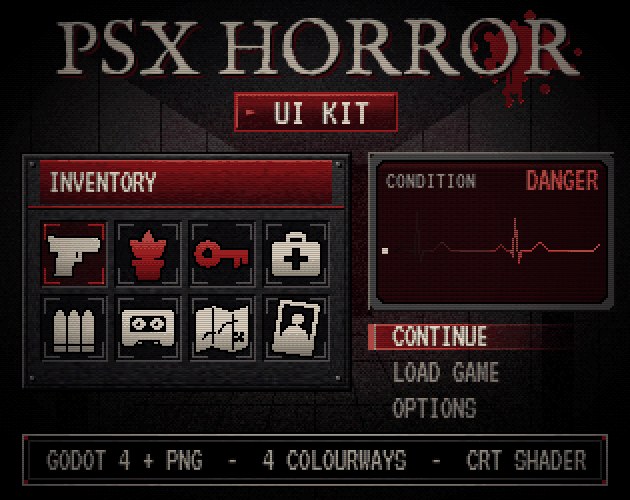 PSX HORROR
UI KIT
INVENTORY
CONDITION DANGER
CONTINUE
LOAD GAME
OPTIONS
GODOT 4 + PNG - 4 COLOURWAYS - CRT SHADER